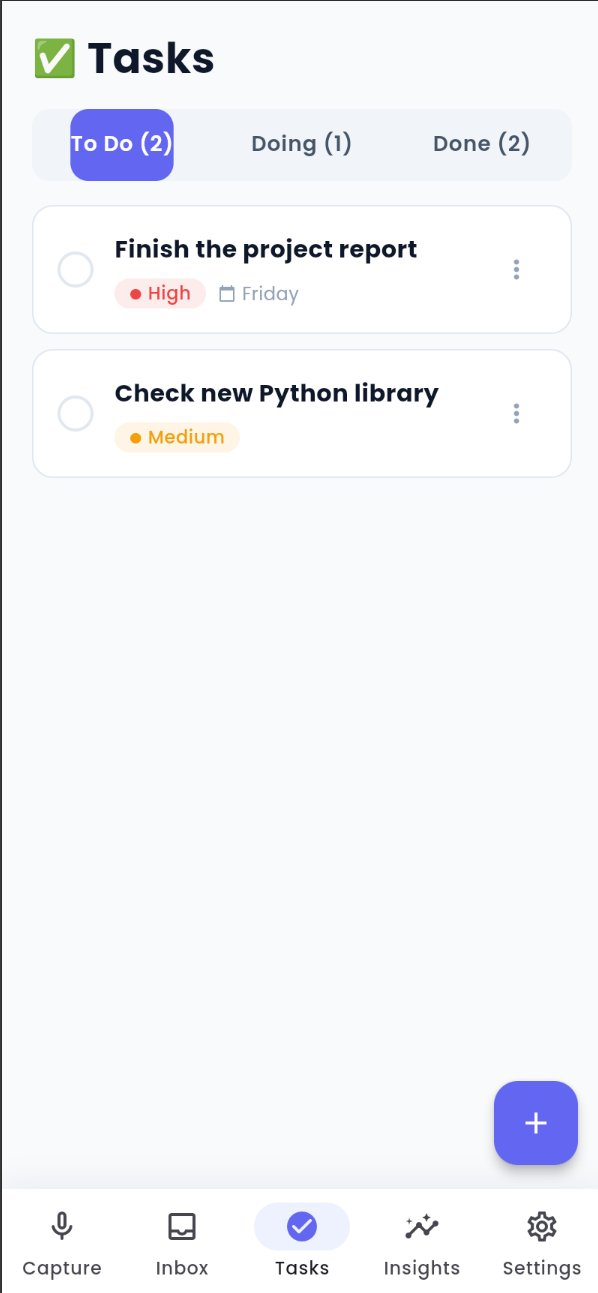 ✅ Tasks
To Do (2) Doing (1) Done (2)
Finish the project report
High Friday
Check new Python library
Medium
+
Capture Inbox Tasks Insights Settings